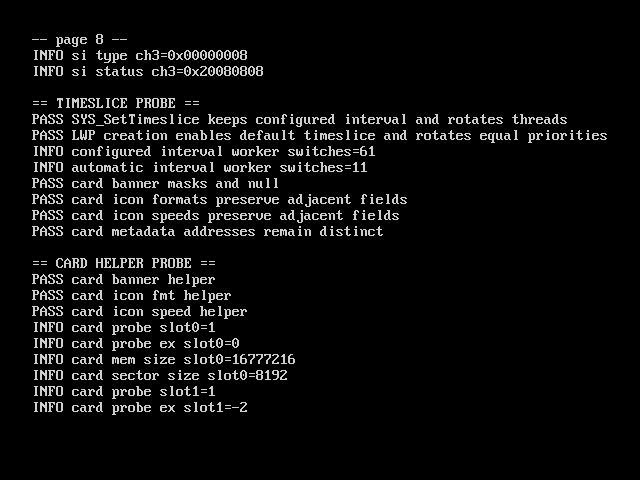 -- page 8 --
INFO si type ch3=0x00000008
INFO si status ch3=0x20080808
== TIMESLICE PROBE ==
PASS SYS_SetTimeslice keeps configured interval and rotates threads
PASS LWP creation enables default timeslice and rotates equal priorities
INFO configured interval worker switches=61
INFO automatic interval worker switches=11
PASS card banner masks and null
PASS card icon formats preserve adjacent fields
PASS card icon speeds preserve adjacent fields
PASS card metadata addresses remain distinct
== CARD HELPER PROBE ==
PASS card banner helper
PASS card icon fmt helper
PASS card icon speed helper
INFO card probe slot0=1
INFO card probe ex slot0=0
INFO card mem size slot0=16777216
INFO card sector size slot0=8192
INFO card probe slot1=1
INFO card probe ex slot1=-2